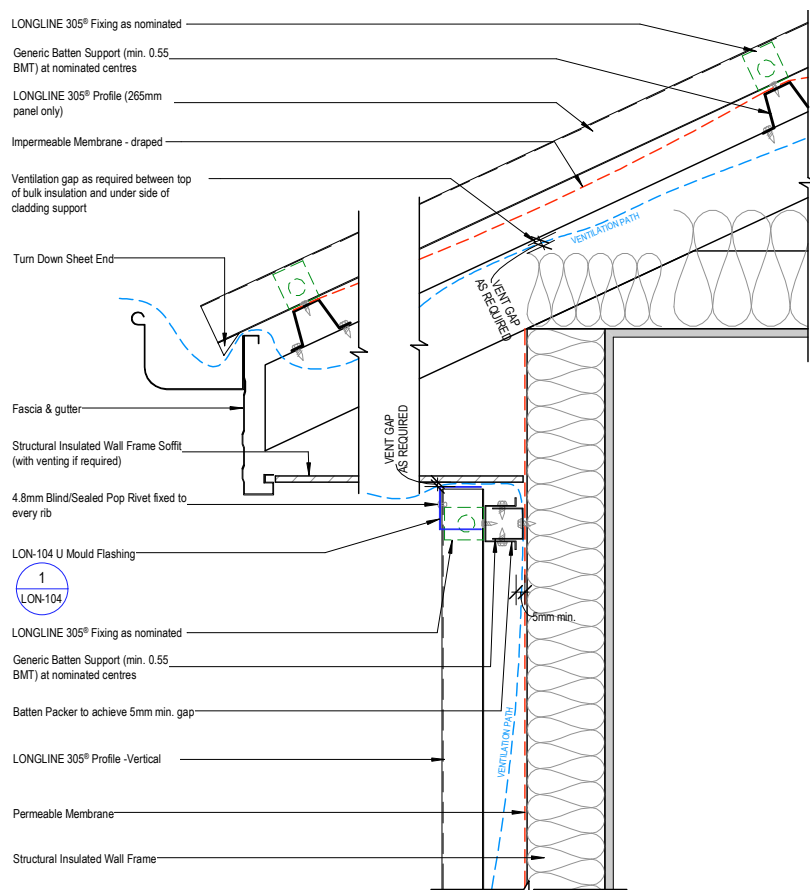 LONGLINE 305® Fixing as nominated
Generic Batten Support (min. 0.55
BMT) at nominated centres
LONGLINE 305® Profile (265mm
panel only)
Impermeable Membrane - draped
Ventilation gap as required between top
of bulk insulation and under side of
cladding support
VENTILATION PATH
Turn Down Sheet End
VENT GAP
AS REQUIRED
Fascia & gutter
VENT GAP
AS REQUIRED
Structural Insulated Wall Frame Soffit
(with venting if required)
4.8mm Blind/Sealed Pop Rivet fixed to
every rib
LON-104 U Mould Flashing
1
LON-104
5mm min.
LONGLINE 305® Fixing as nominated
Generic Batten Support (min. 0.55
BMT) at nominated centres
Batten Packer to achieve 5mm min. gap
VENTILATION PATH
LONGLINE 305® Profile -Vertical
Permeable Membrane
Structural Insulated Wall Frame